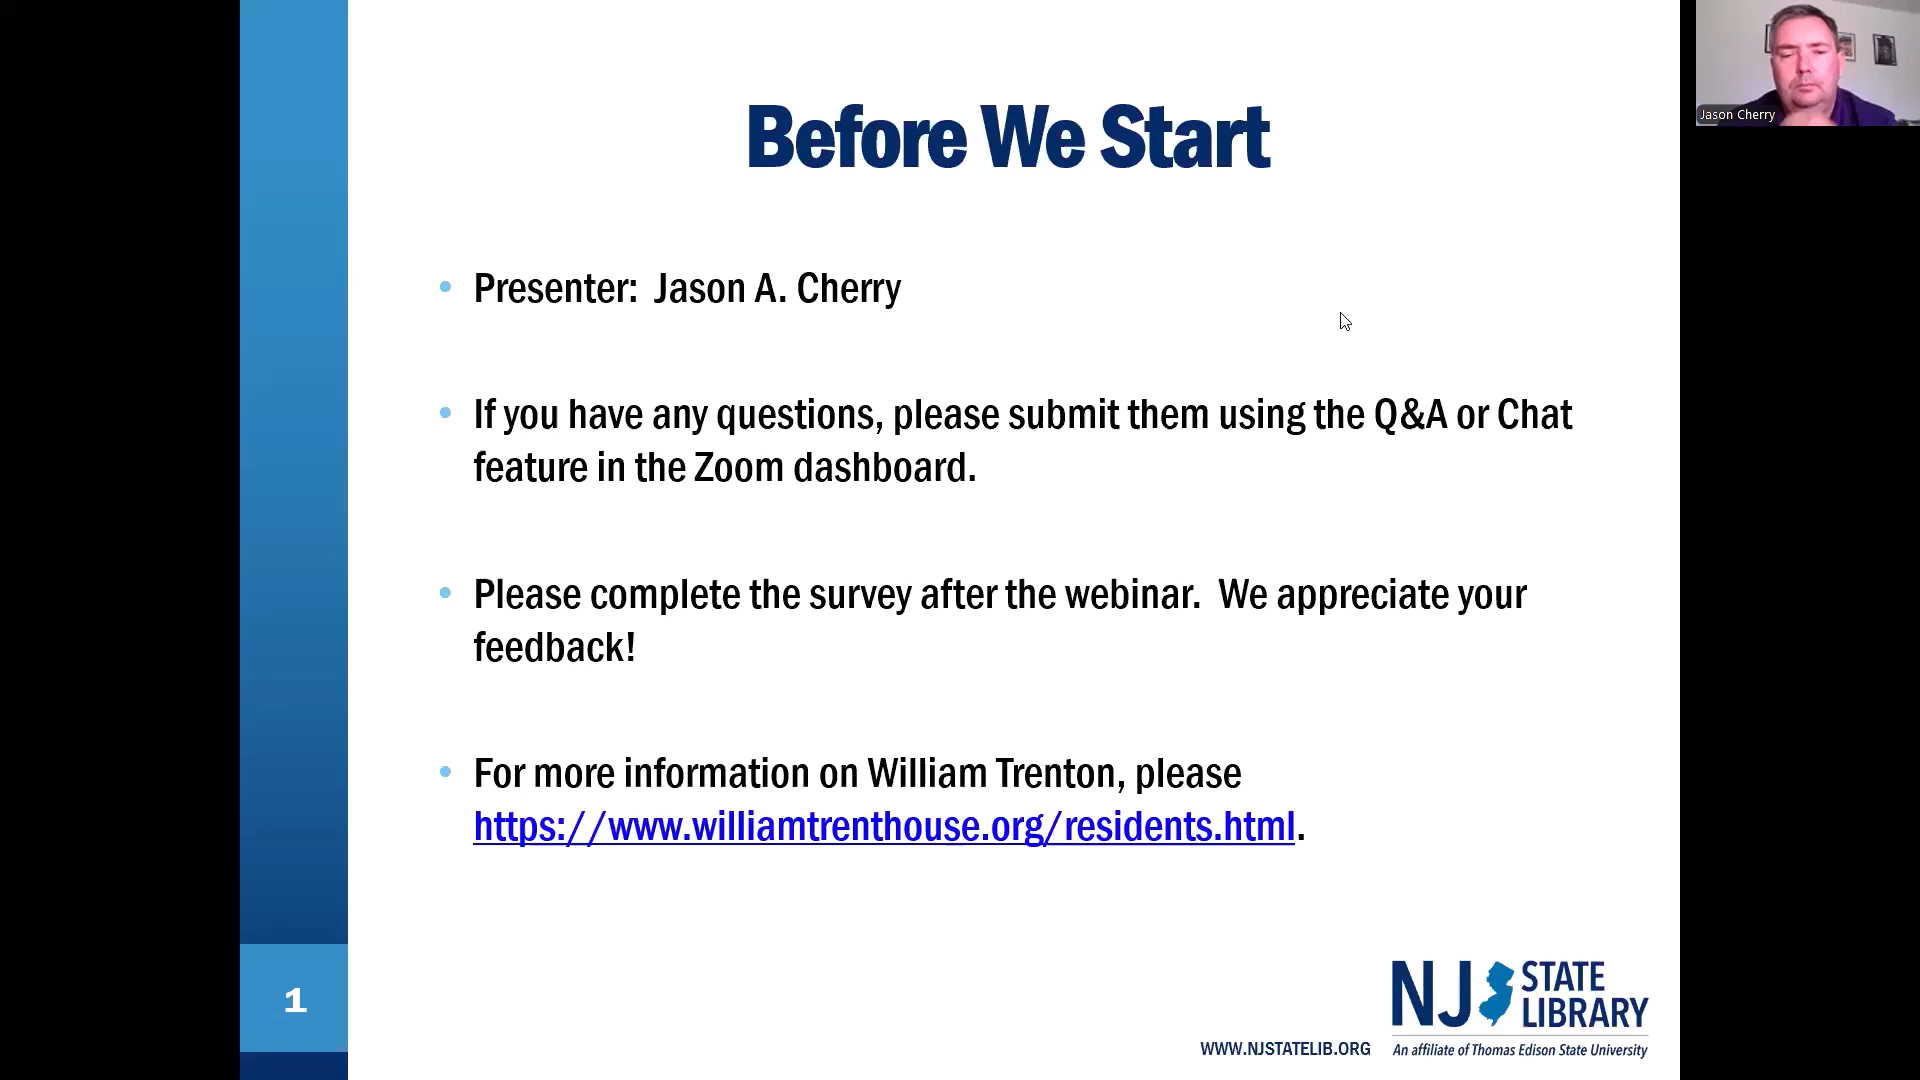 Before We Start
Jason Cherry
Presenter:  Jason A. Cherry
If you have any questions, please submit them using the Q&A or Chat
feature in the Zoom dashboard.
Please complete the survey after the webinar.  We appreciate your
feedback!
For more information on William Trenton, please
https://www.williamtrenthouse.org/residents.html.
1
WWW.NJSTATELIB.ORG
NJ STATE
LIBRARY
An affiliate of Thomas Edison State University